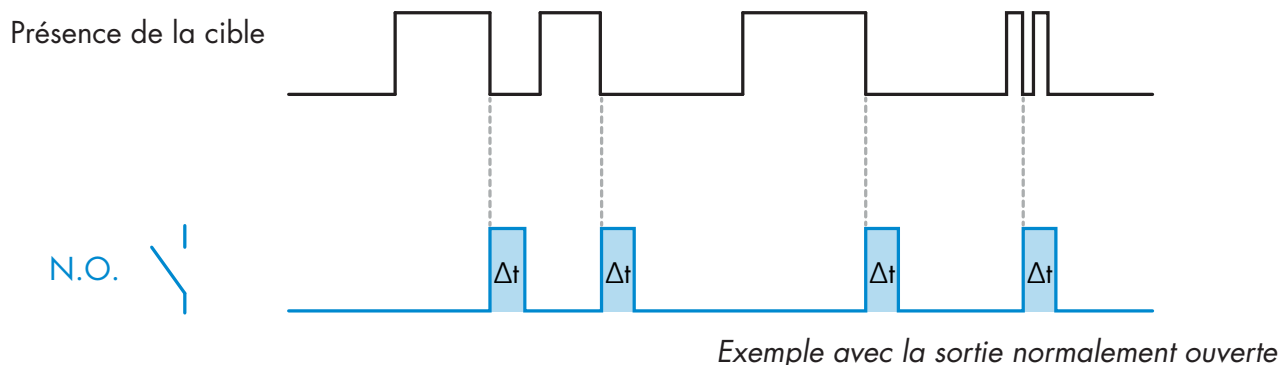 Présence de la cible
N.O.
Δt
Δt
Δt
Δt
Exemple avec la sortie normalement ouverte